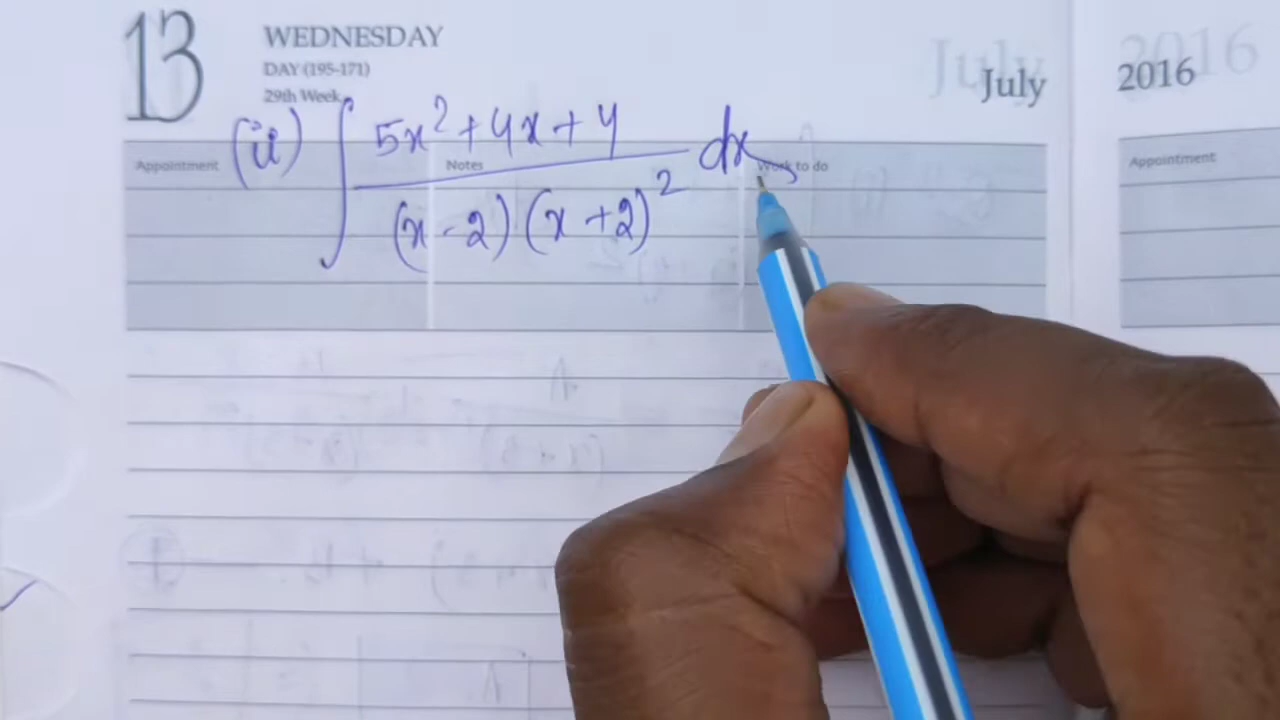 13
WEDNESDAY
DAY (195-171)
29th Week
July
2016
(ii) ∫ 5x² + 4x + 4 / (x - 2) (x + 2)² dx
Appointment
Notes
Work to do
Appointment